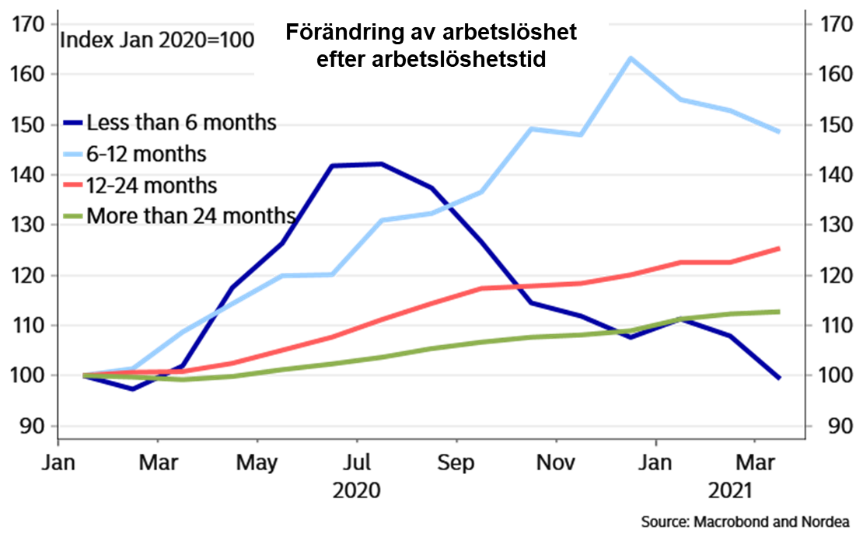 Förändring av arbetslöshet
efter arbetslöshetstid
Index Jan 2020=100
Less than 6 months
6-12 months
12-24 months
More than 24 months
170 170
160 160
150 150
140 140
130 130
120 120
110 110
100 100
90 90
Jan Mar May Jul Sep Nov Jan Mar
2020 2021
Source: Macrobond and Nordea